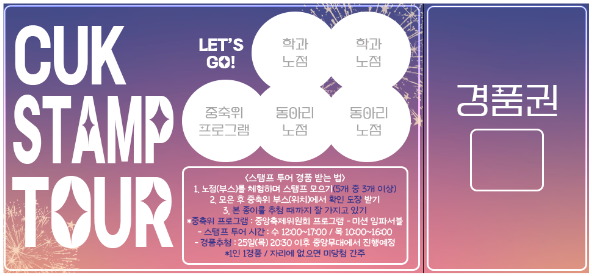 CUK
STAMP
TOUR
LET'S
GO!
학과
노점
학과
노점
중축위
프로그램
동아리
노점
동아리
노점
<스탬프 투어 경품 받는 법>
1. 노점(부스)를 체험하며 스탬프 모으기(5개 중 3개 이상)
2. 모은 후 중축위 부스(위치)에서 확인 도장 받기
3. 본 종이를 추첨 때까지 잘 가지고 있기
*중축위 프로그램 : 중앙축제위원회 프로그램 - 미션 임파서블
- 스탬프 투어 시간 : 수 12:00~17:00 / 목 10:00~16:00
- 경품추첨 : 25일(목) 20:30 이후 중앙무대에서 진행예정
*1인 1경품 / 자리에 없으면 미당첨 간주
경품권